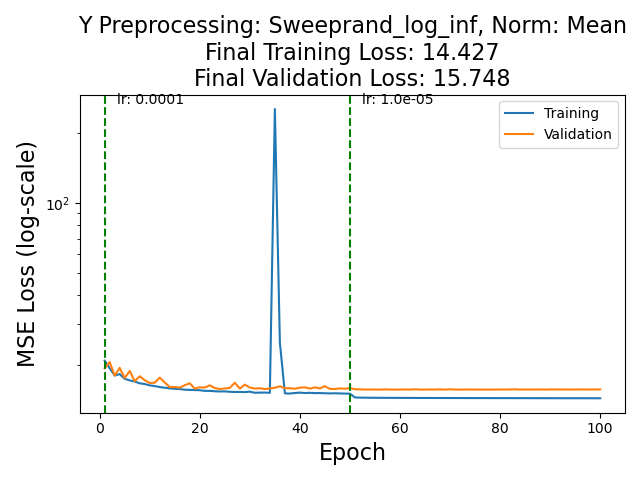 Y Preprocessing: Sweeprand_log_inf, Norm: Mean
Final Training Loss: 14.427
Final Validation Loss: 15.748
lr: 0.0001
lr: 1.0e-05
Training
Validation
MSE Loss (log-scale)
10²
0 20 40 60 80 100
Epoch